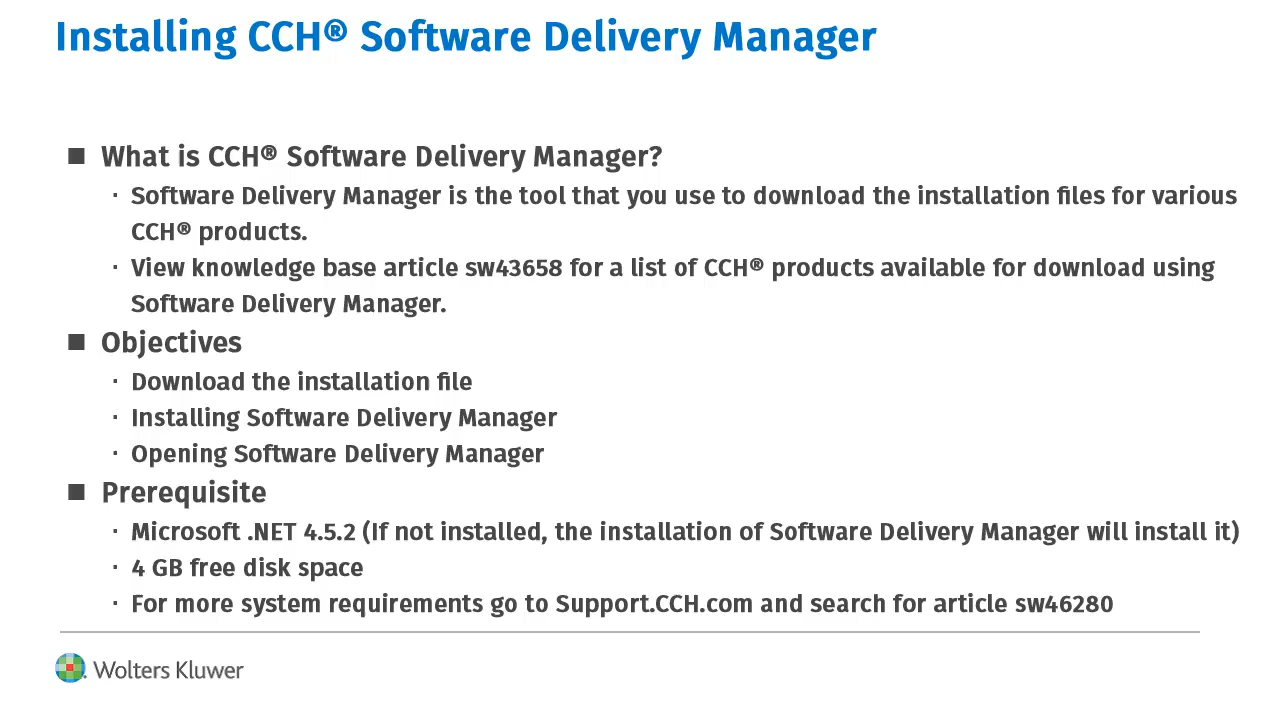 Installing CCH® Software Delivery Manager
■ What is CCH® Software Delivery Manager?
· Software Delivery Manager is the tool that you use to download the installation files for various
CCH® products.
· View knowledge base article sw43658 for a list of CCH® products available for download using
Software Delivery Manager.
■ Objectives
· Download the installation file
· Installing Software Delivery Manager
· Opening Software Delivery Manager
■ Prerequisite
· Microsoft .NET 4.5.2 (If not installed, the installation of Software Delivery Manager will install it)
· 4 GB free disk space
· For more system requirements go to Support.CCH.com and search for article sw46280
Wolters Kluwer